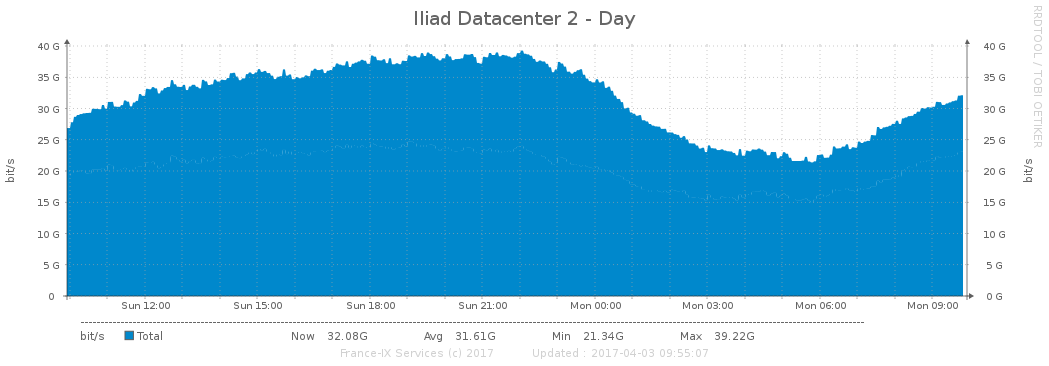 Iliad Datacenter 2 - Day
RRDTOOL / TOBI OETIKER
40 G 40 G
35 G 35 G
30 G 30 G
25 G 25 G
20 G 20 G
15 G 15 G
10 G 10 G
5 G 5 G
0 0 G
bit/s bit/s
Sun 12:00 Sun 15:00 Sun 18:00 Sun 21:00 Mon 00:00 Mon 03:00 Mon 06:00 Mon 09:00
bit/s Total Now 32.08G Avg 31.61G Min 21.34G Max 39.22G
France-IX Services (c) 2017 Updated : 2017-04-03 09:55:07